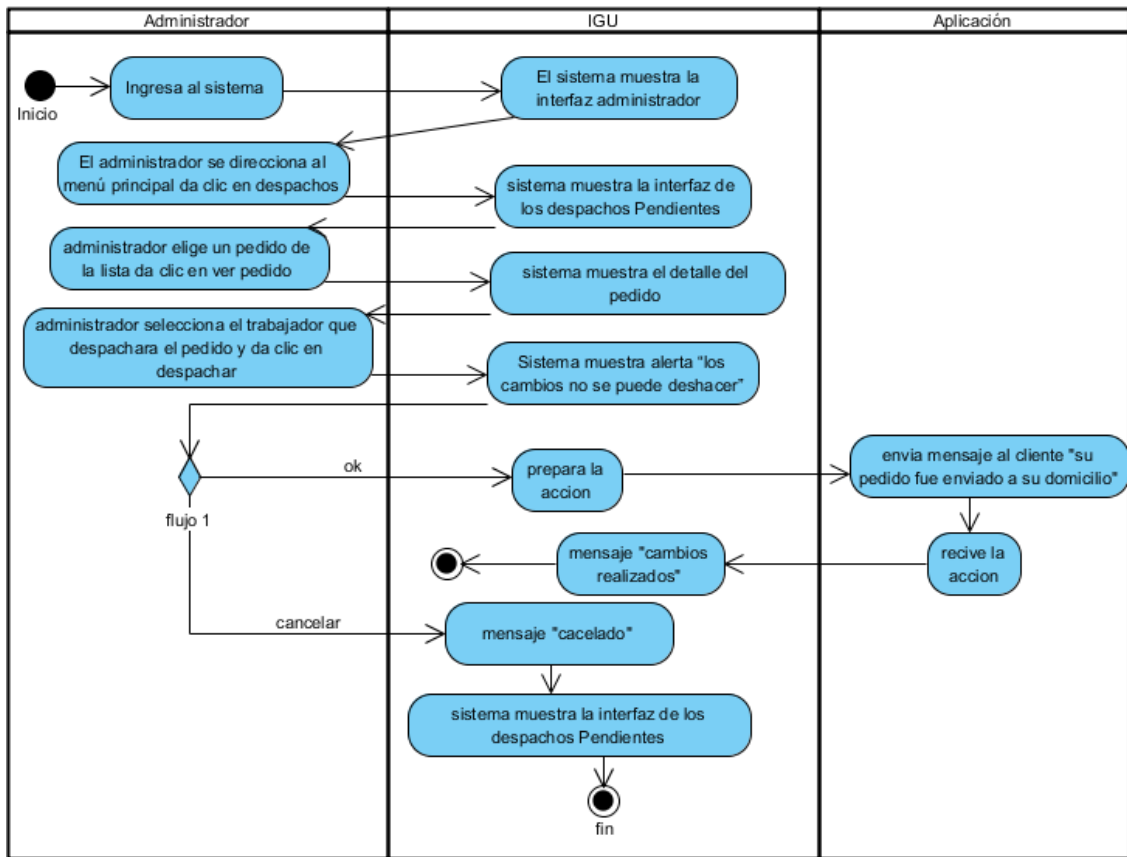 Administrador
IGU
Aplicación
Inicio
Ingresa al sistema
El sistema muestra la
interfaz administrador
El administrador se direcciona al
menú principal da clic en despachos
sistema muestra la interfaz de
los despachos Pendientes
administrador elige un pedido de
la lista da clic en ver pedido
sistema muestra el detalle del
pedido
administrador selecciona el trabajador que
despachara el pedido y da clic en
despachar
Sistema muestra alerta “los
cambios no se puede deshacer”
flujo 1
ok
prepara la
accion
envia mensaje al cliente "su
pedido fue enviado a su domicilio"
recive la
accion
mensaje "cambios
realizados"
cancelar
mensaje "cacelado"
sistema muestra la interfaz de los
despachos Pendientes
fin